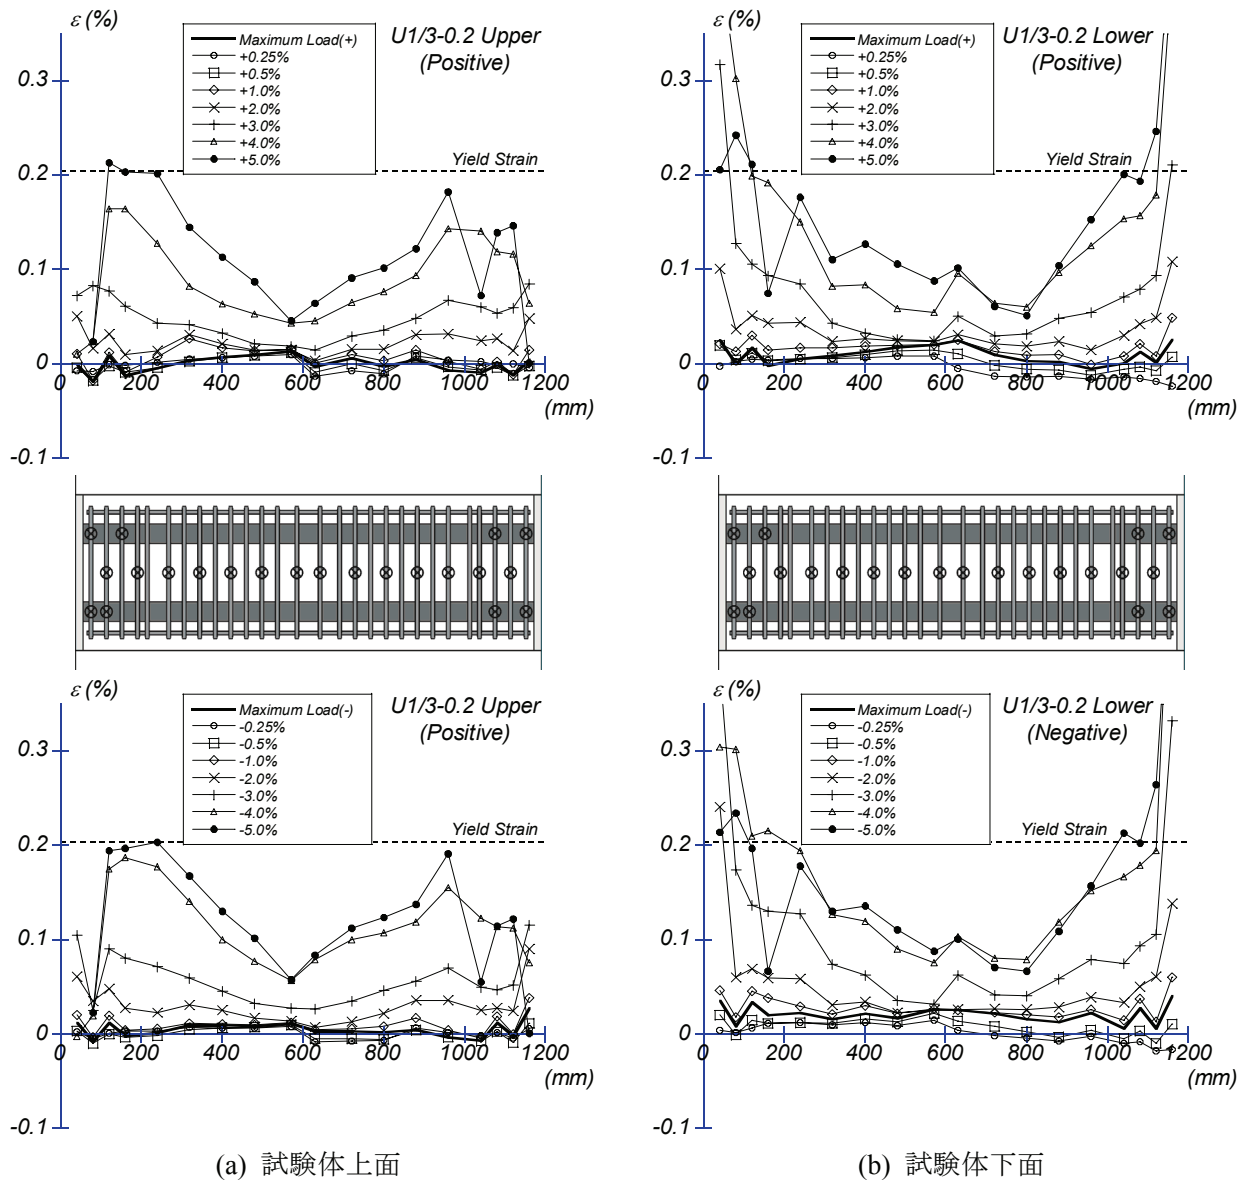 ε (%)
U1/3-0.2 Upper
(Positive)
Maximum Load(+)
+0.25%
+0.5%
+1.0%
+2.0%
+3.0%
+4.0%
+5.0%
Yield Strain
0.3
0.2
0.1
0
-0.1
0
200
400
600
800
1000
1200
(mm)
ε (%)
U1/3-0.2 Lower
(Positive)
Maximum Load(+)
+0.25%
+0.5%
+1.0%
+2.0%
+3.0%
+4.0%
+5.0%
Yield Strain
0.3
0.2
0.1
0
-0.1
0
200
400
600
800
1000
1200
(mm)
ε (%)
U1/3-0.2 Upper
(Positive)
Maximum Load(-)
-0.25%
-0.5%
-1.0%
-2.0%
-3.0%
-4.0%
-5.0%
Yield Strain
0.3
0.2
0.1
0
-0.1
0
200
400
600
800
1000
1200
(mm)
ε (%)
U1/3-0.2 Lower
(Negative)
Maximum Load(-)
-0.25%
-0.5%
-1.0%
-2.0%
-3.0%
-4.0%
-5.0%
Yield Strain
0.3
0.2
0.1
0
-0.1
0
200
400
600
800
1000
1200
(mm)
(a) 試験体上面
(b) 試験体下面